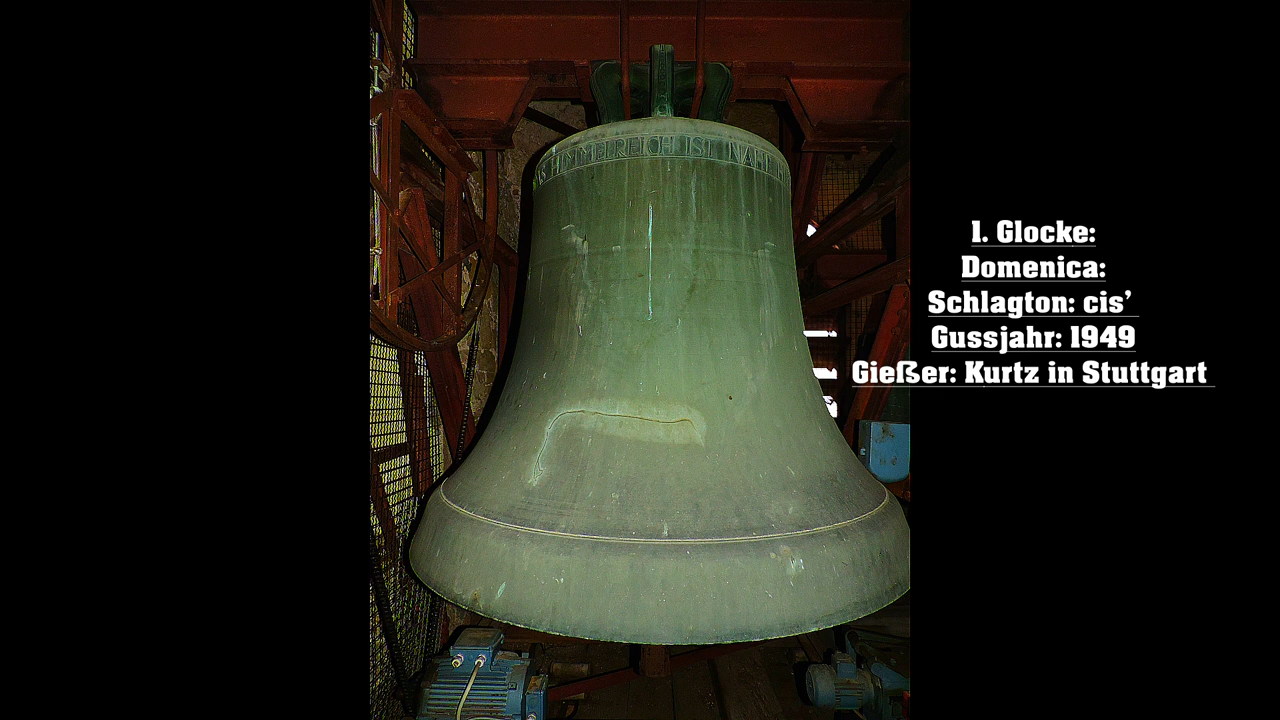 HIMMELREICH IST NAHE
1. Glocke:
Domenica:
Schlagton: cis’
Gussjahr: 1949
Gießer: Kurtz in Stuttgart